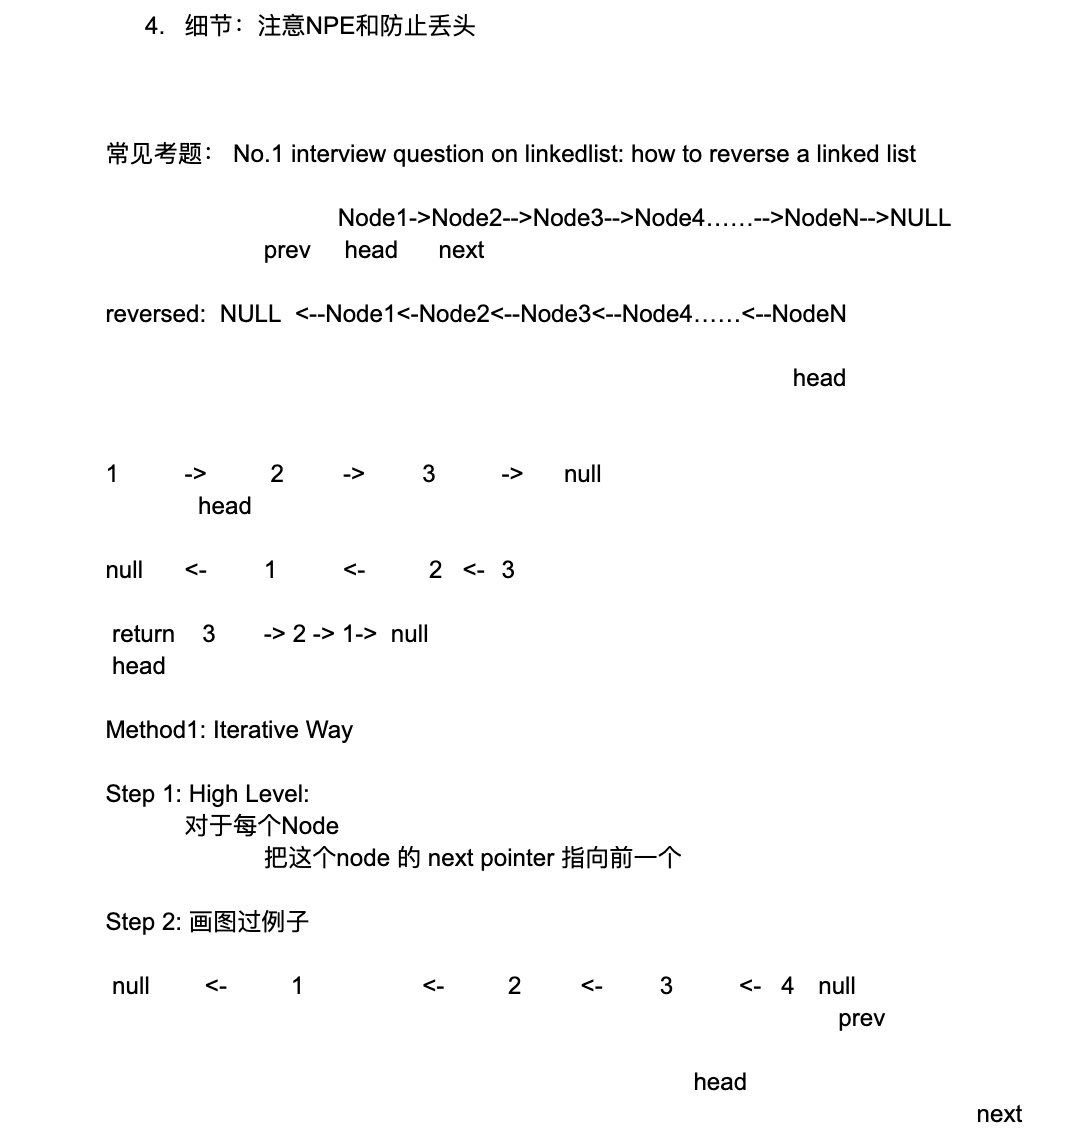 4. 细节：注意NPE和防止丢头
常见考题： No.1 interview question on linkedlist: how to reverse a linked list
Node1->Node2-->Node3-->Node4……-->NodeN-->NULL
prev head next
reversed: NULL <--Node1<-Node2<--Node3<--Node4……<--NodeN
head
1 -> 2 -> 3 -> null
head
null <- 1 <- 2 <- 3
return 3 -> 2 -> 1-> null
head
Method1: Iterative Way
Step 1: High Level:
对于每个Node
把这个node 的 next pointer 指向前一个
Step 2: 画图过例子
null <- 1 <- 2 <- 3 <- 4 null
prev
head
next